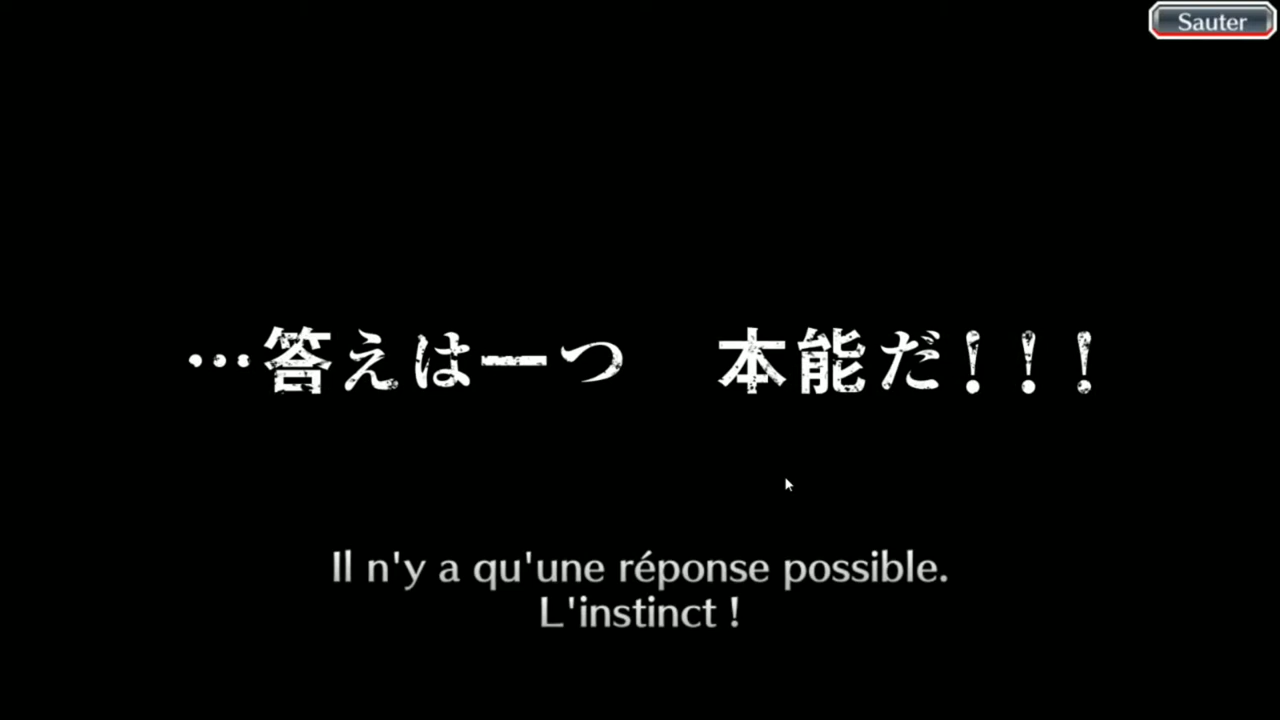 Sauter
…答えは一つ　本能だ！！！
Il n'y a qu'une réponse possible.
L'instinct !